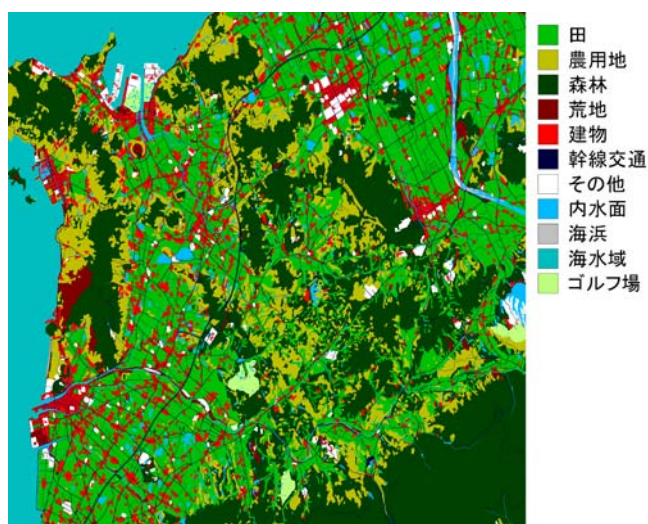 田
農用地
森林
荒地
建物
幹線交通
その他
内水面
海浜
海水域
ゴルフ場